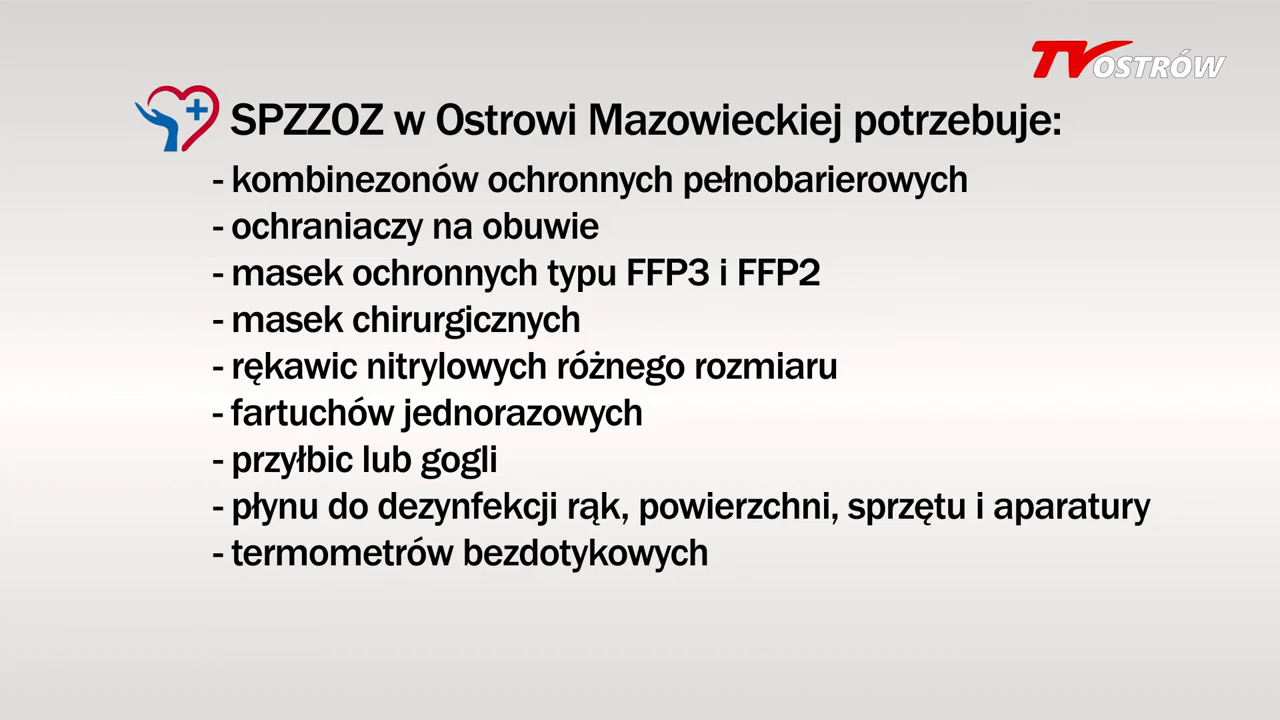 TV OSTRÓW
SPZZOZ w Ostrowi Mazowieckiej potrzebuje:
- kombinezonów ochronnych pełnobarierowych
- ochraniaczy na obuwie
- masek ochronnych typu FFP3 i FFP2
- masek chirurgicznych
- rękawic nitrylowych różnego rozmiaru
- fartuchów jednorazowych
- przyłbic lub gogli
- płynu do dezynfekcji rąk, powierzchni, sprzętu i aparatury
- termometrów bezdotykowych